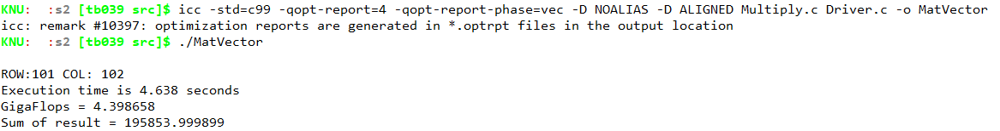 KNU:  :s2 [tb039 src]$ icc -std=c99 -qopt-report=4 -qopt-report-phase=vec -D NOALIAS -D ALIGNED Multiply.c Driver.c -o MatVector
icc: remark #10397: optimization reports are generated in *.optrpt files in the output location
KNU:  :s2 [tb039 src]$ ./MatVector
ROW:101 COL: 102
Execution time is 4.638 seconds
GigaFlops = 4.398658
Sum of result = 195853.999899